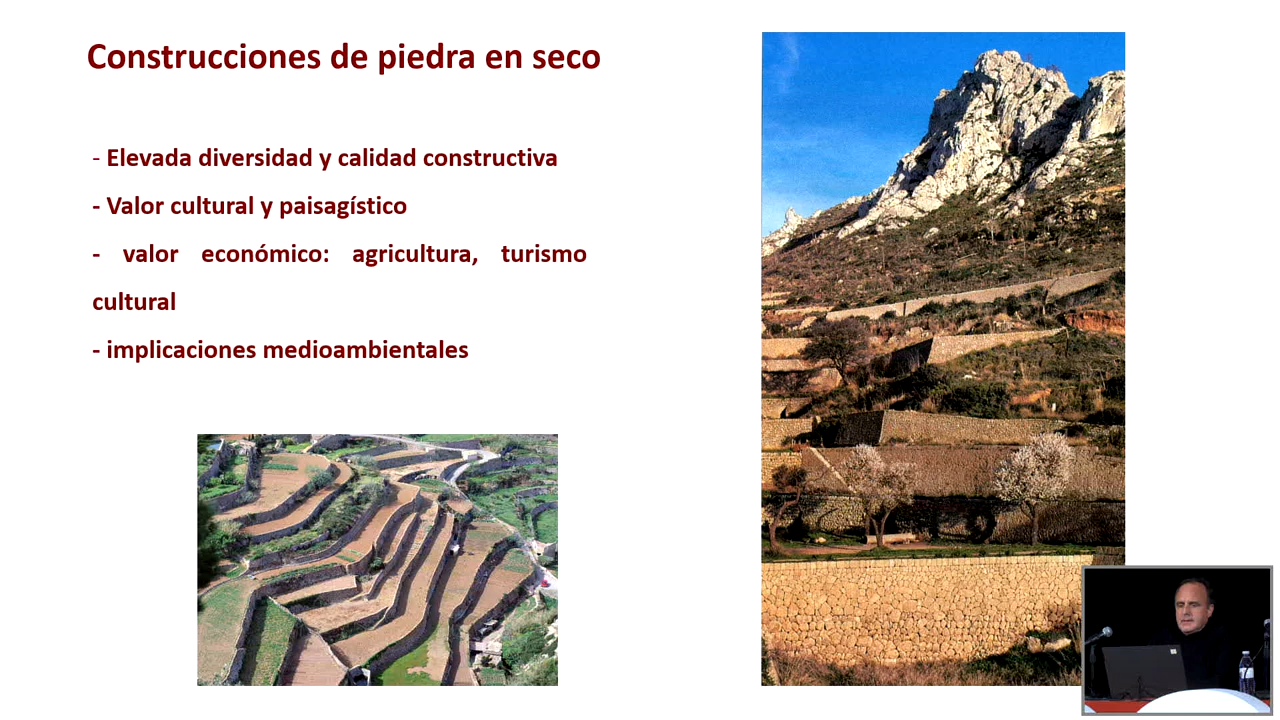 Construcciones de piedra en seco
- Elevada diversidad y calidad constructiva
- Valor cultural y paisagístico
- valor económico: agricultura, turismo
cultural
- implicaciones medioambientales